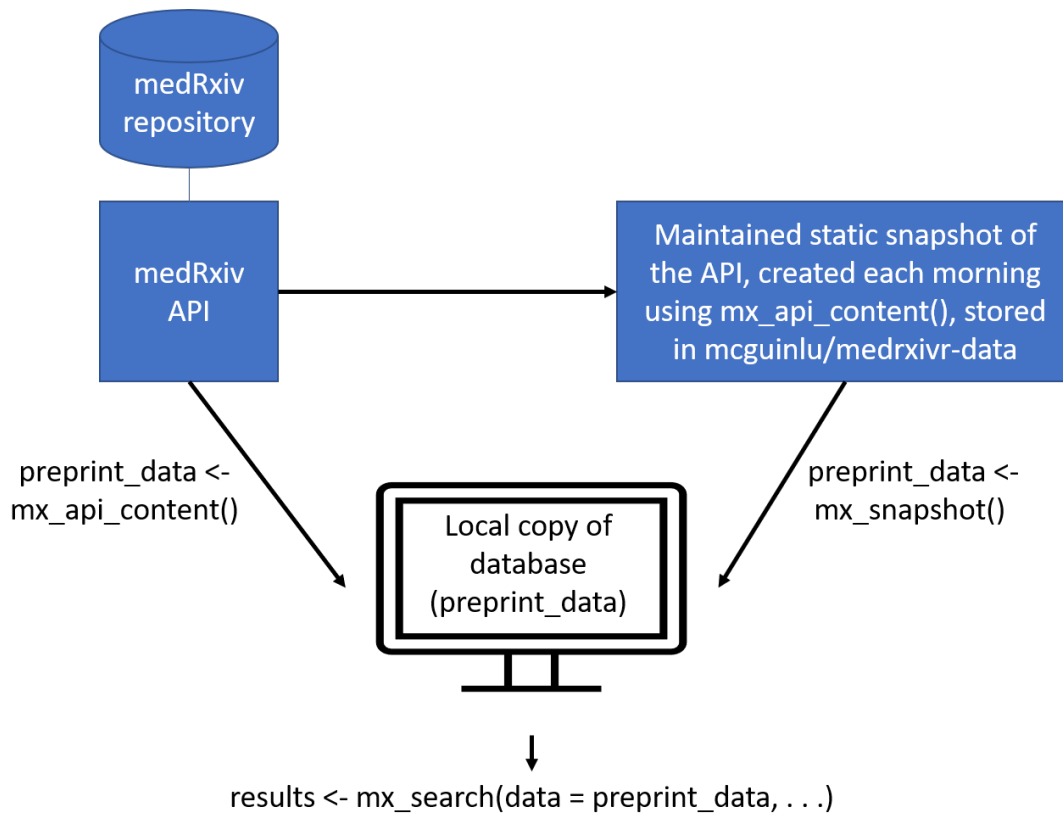 medRxiv
repository
medRxiv
API
Maintained static snapshot of
the API, created each morning
using mx_api_content(), stored
in mcguinlu/medrxivr-data
preprint_data <-
mx_api_content()
preprint_data <-
mx_snapshot()
Local copy of
database
(preprint_data)
results <- mx_search(data = preprint_data, . . .)